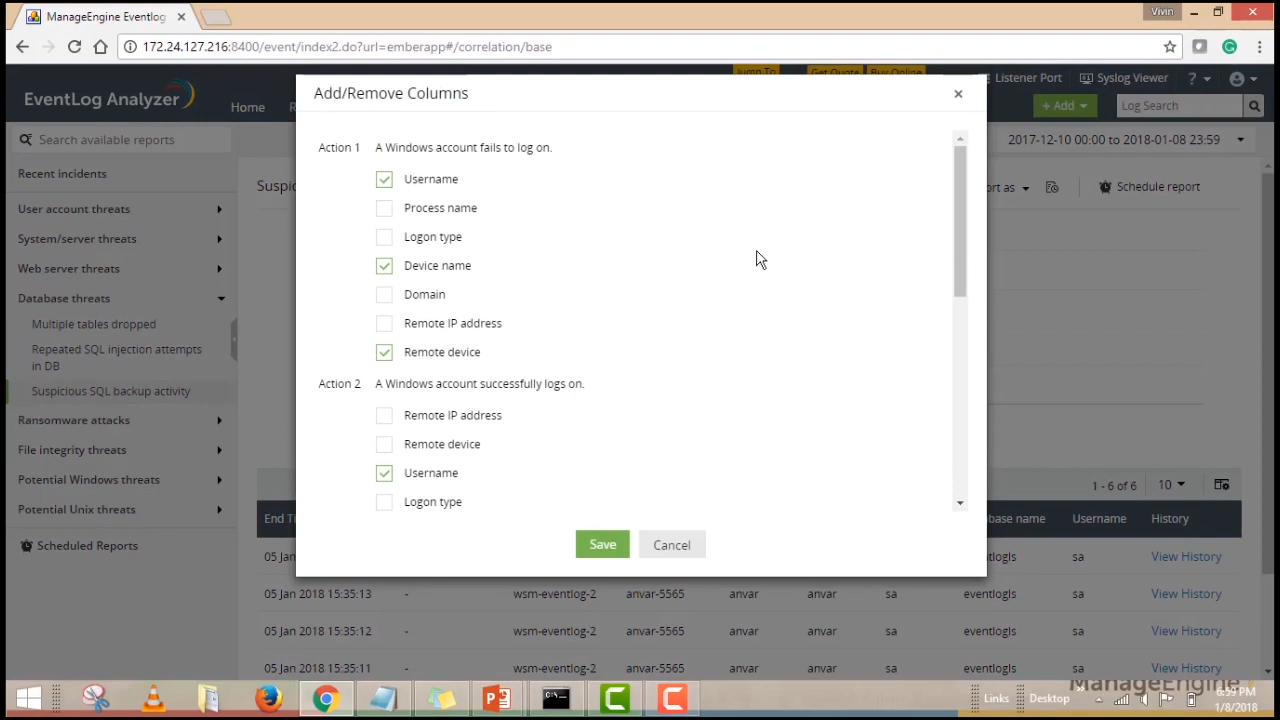 ManageEngine Eventlog
Vivin
172.24.127.216:8400/event/index2.do?url=emberapp#/correlation/base
Jump To
Get Quote
Buy Online
Listener Port
Syslog Viewer
?
EventLog Analyzer
Home
+ Add
Log Search
Search available reports
2017-12-10 00:00 to 2018-01-08 23:59
Recent incidents
User account threats
System/server threats
Web server threats
Database threats
Multiple tables dropped
Repeated SQL injection attempts
in DB
Suspicious SQL backup activity
Ransomware attacks
File integrity threats
Potential Windows threats
Potential Unix threats
Scheduled Reports
Schedule report
Add/Remove Columns
Action 1 A Windows account fails to log on.
Username
Process name
Logon type
Device name
Domain
Remote IP address
Remote device
Action 2 A Windows account successfully logs on.
Remote IP address
Remote device
Username
Logon type
Save Cancel
1 - 6 of 6 10
Username History
05 Jan sa eventlogls sa View History
05 Jan 2018 15:35:13 - wsm-eventlog-2 anvar-5565 anvar anvar sa eventlogls sa View History
05 Jan 2018 15:35:12 - wsm-eventlog-2 anvar-5565 anvar anvar sa eventlogls sa View History
05 Jan 2018 15:35:11 - wsm-eventlog-2 anvar-5565 anvar anvar sa eventlogls sa View History
ManageEngine
Links
Desktop
6:59 PM
1/8/2018